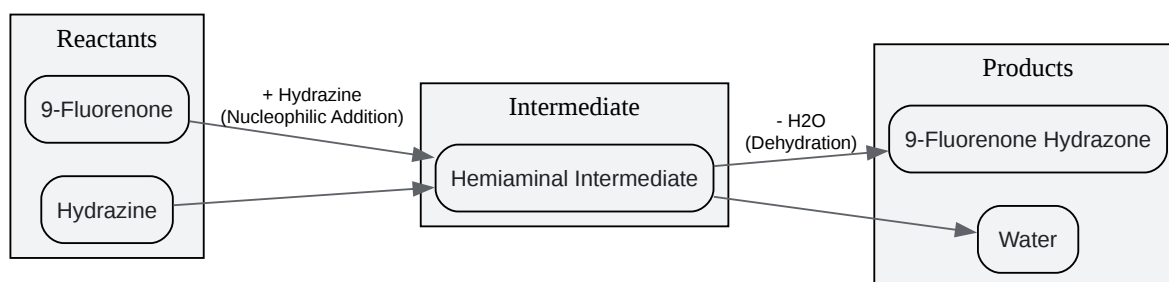 Reactants
9-Fluorenone
Hydrazine
+ Hydrazine
(Nucleophilic Addition)
Intermediate
Hemiaminal Intermediate
- H2O
(Dehydration)
Products
9-Fluorenone Hydrazone
Water